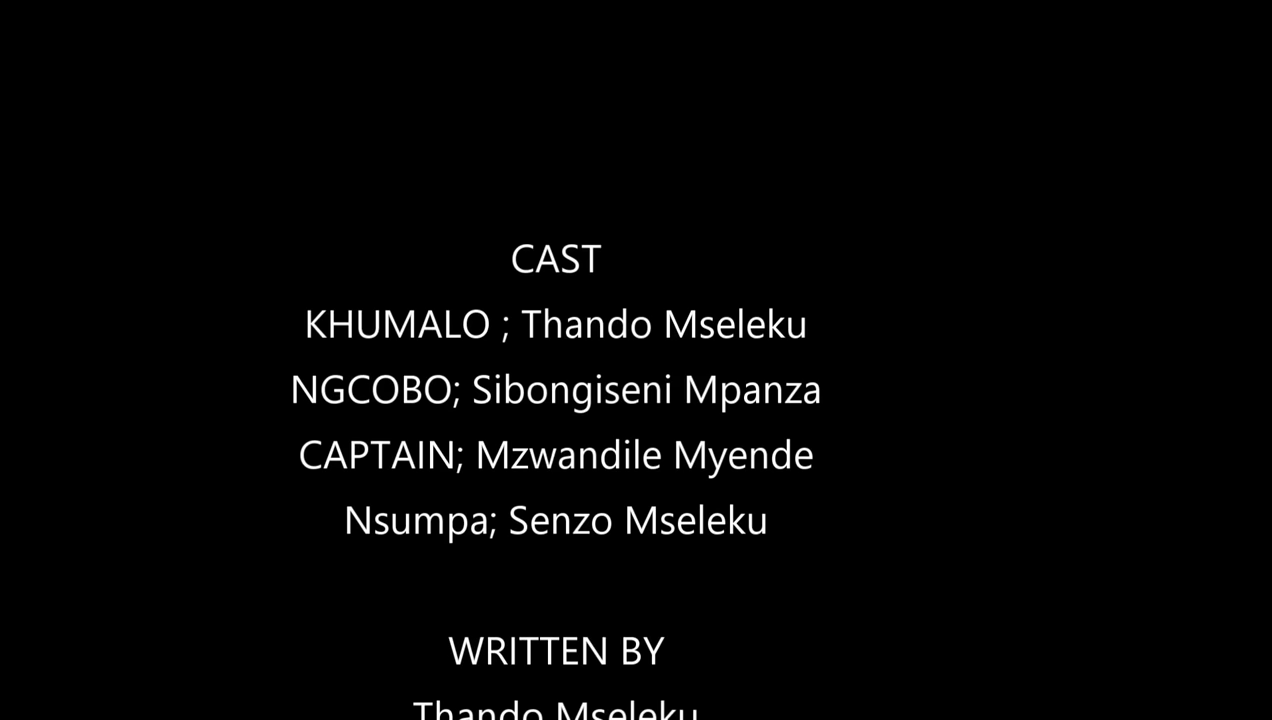 CAST
KHUMALO ; Thando Mseleku
NGCOBO; Sibongiseni Mpanza
CAPTAIN; Mzwandile Myende
Nsumpa; Senzo Mseleku
WRITTEN BY
Thando Mseleku